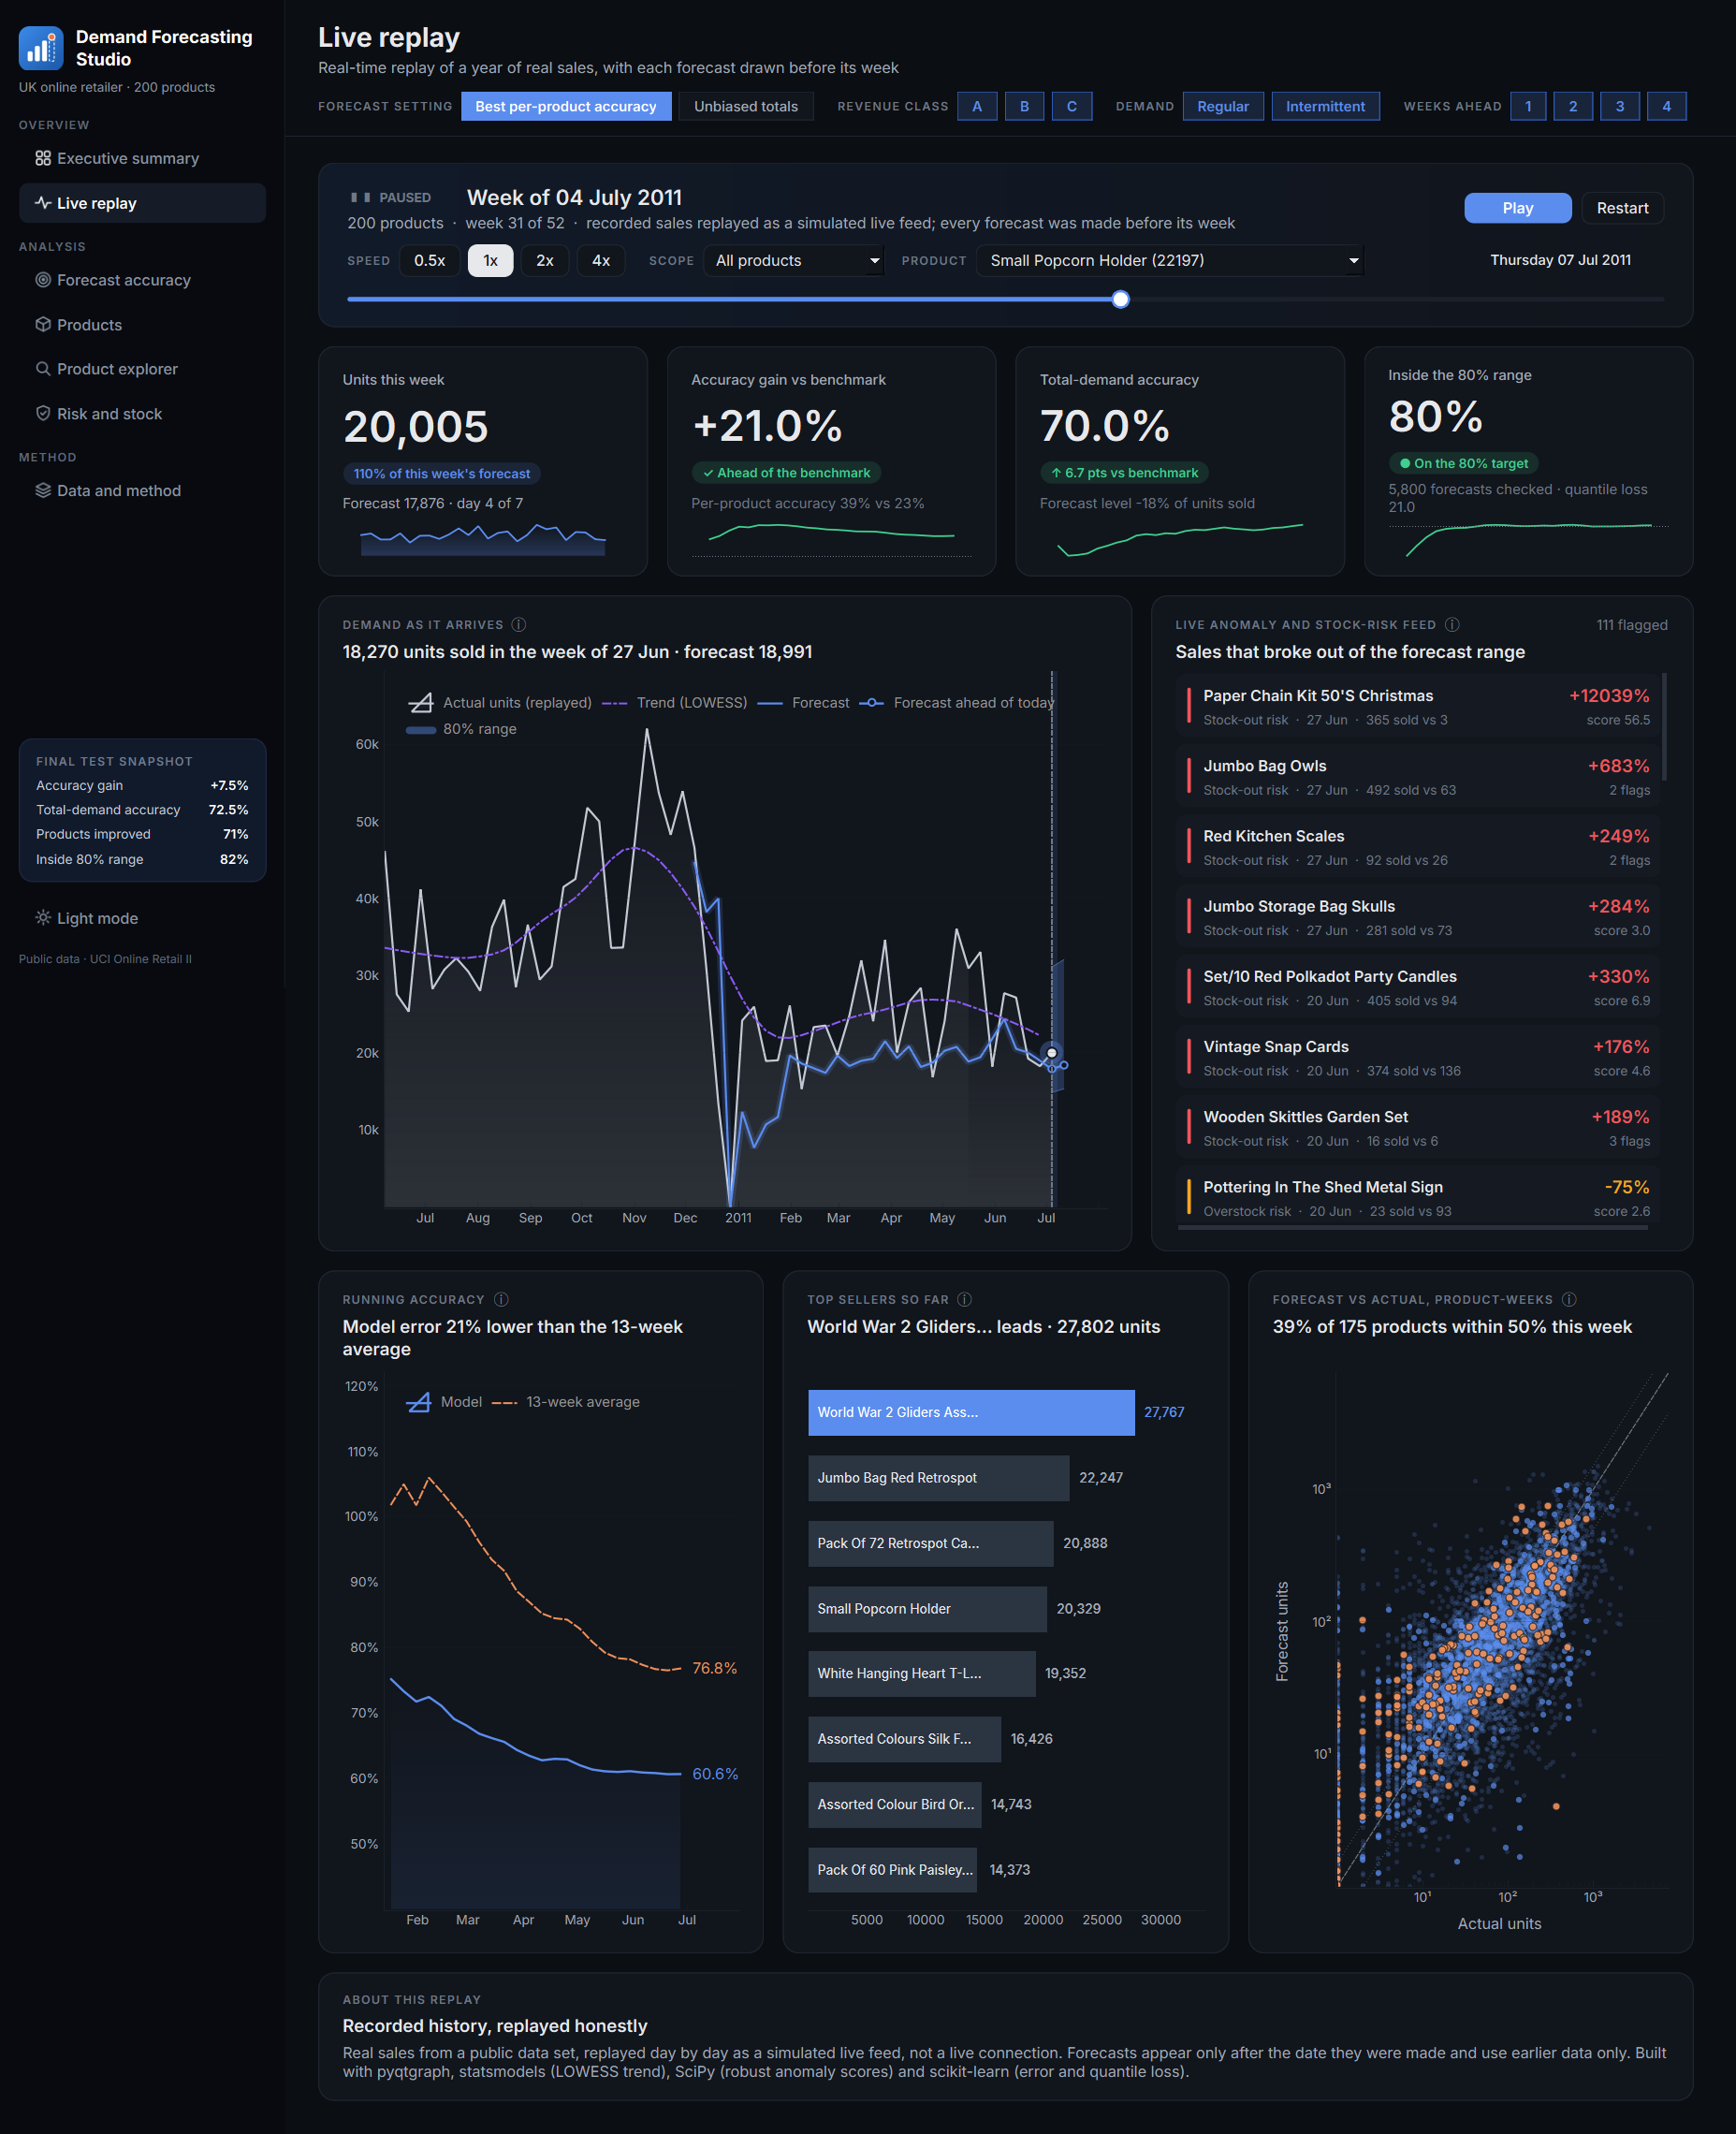 Demand Forecasting
Studio
UK online retailer · 200 products
OVERVIEW
Executive summary
Live replay
ANALYSIS
Forecast accuracy
Products
Product explorer
Risk and stock
METHOD
Data and method
FINAL TEST SNAPSHOT
Accuracy gain +7.5%
Total-demand accuracy 72.5%
Products improved 71%
Inside 80% range 82%
Light mode
Public data · UCI Online Retail II
Live replay
Real-time replay of a year of real sales, with each forecast drawn before its week
FORECAST SETTING Best per-product accuracy Unbiased totals REVENUE CLASS A B C DEMAND Regular Intermittent WEEKS AHEAD 1 2 3 4
PAUSED Week of 04 July 2011
200 products · week 31 of 52 · recorded sales replayed as a simulated live feed; every forecast was made before its week
Play Restart
SPEED 0.5x 1x 2x 4x SCOPE All products PRODUCT Small Popcorn Holder (22197) Thursday 07 Jul 2011
Units this week
20,005
110% of this week's forecast
Forecast 17,876 · day 4 of 7
Accuracy gain vs benchmark
+21.0%
✓ Ahead of the benchmark
Per-product accuracy 39% vs 23%
Total-demand accuracy
70.0%
↑ 6.7 pts vs benchmark
Forecast level -18% of units sold
Inside the 80% range
80%
● On the 80% target
5,800 forecasts checked · quantile loss
21.0
DEMAND AS IT ARRIVES ⓘ
18,270 units sold in the week of 27 Jun · forecast 18,991
Actual units (replayed) Trend (LOWESS) Forecast Forecast ahead of today
80% range
60k
50k
40k
30k
20k
10k
Jul Aug Sep Oct Nov Dec 2011 Feb Mar Apr May Jun Jul
LIVE ANOMALY AND STOCK-RISK FEED ⓘ 111 flagged
Sales that broke out of the forecast range
Paper Chain Kit 50'S Christmas +12039%
Stock-out risk · 27 Jun · 365 sold vs 3 score 56.5
Jumbo Bag Owls +683%
Stock-out risk · 27 Jun · 492 sold vs 63 2 flags
Red Kitchen Scales +249%
Stock-out risk · 27 Jun · 92 sold vs 26 2 flags
Jumbo Storage Bag Skulls +284%
Stock-out risk · 27 Jun · 281 sold vs 73 score 3.0
Set/10 Red Polkadot Party Candles +330%
Stock-out risk · 20 Jun · 405 sold vs 94 score 6.9
Vintage Snap Cards +176%
Stock-out risk · 20 Jun · 374 sold vs 136 score 4.6
Wooden Skittles Garden Set +189%
Stock-out risk · 20 Jun · 16 sold vs 6 3 flags
Pottering In The Shed Metal Sign -75%
Overstock risk · 20 Jun · 23 sold vs 93 score 2.6
RUNNING ACCURACY ⓘ
Model error 21% lower than the 13-week
average
Model 13-week average
120%
110%
100%
90%
80%
70%
60%
50%
76.8%
60.6%
Feb Mar Apr May Jun Jul
TOP SELLERS SO FAR ⓘ
World War 2 Gliders... leads · 27,802 units
World War 2 Gliders Ass... 27,767
Jumbo Bag Red Retrospot 22,247
Pack Of 72 Retrospot Ca... 20,888
Small Popcorn Holder 20,329
White Hanging Heart T-L... 19,352
Assorted Colours Silk F... 16,426
Assorted Colour Bird Or... 14,743
Pack Of 60 Pink Paisley... 14,373
5000 10000 15000 20000 25000 30000
FORECAST VS ACTUAL, PRODUCT-WEEKS ⓘ
39% of 175 products within 50% this week
Forecast units
10³
10²
10¹
10¹ 10² 10³
Actual units
ABOUT THIS REPLAY
Recorded history, replayed honestly
Real sales from a public data set, replayed day by day as a simulated live feed, not a live connection. Forecasts appear only after the date they were made and use earlier data only. Built
with pyqtgraph, statsmodels (LOWESS trend), SciPy (robust anomaly scores) and scikit-learn (error and quantile loss).